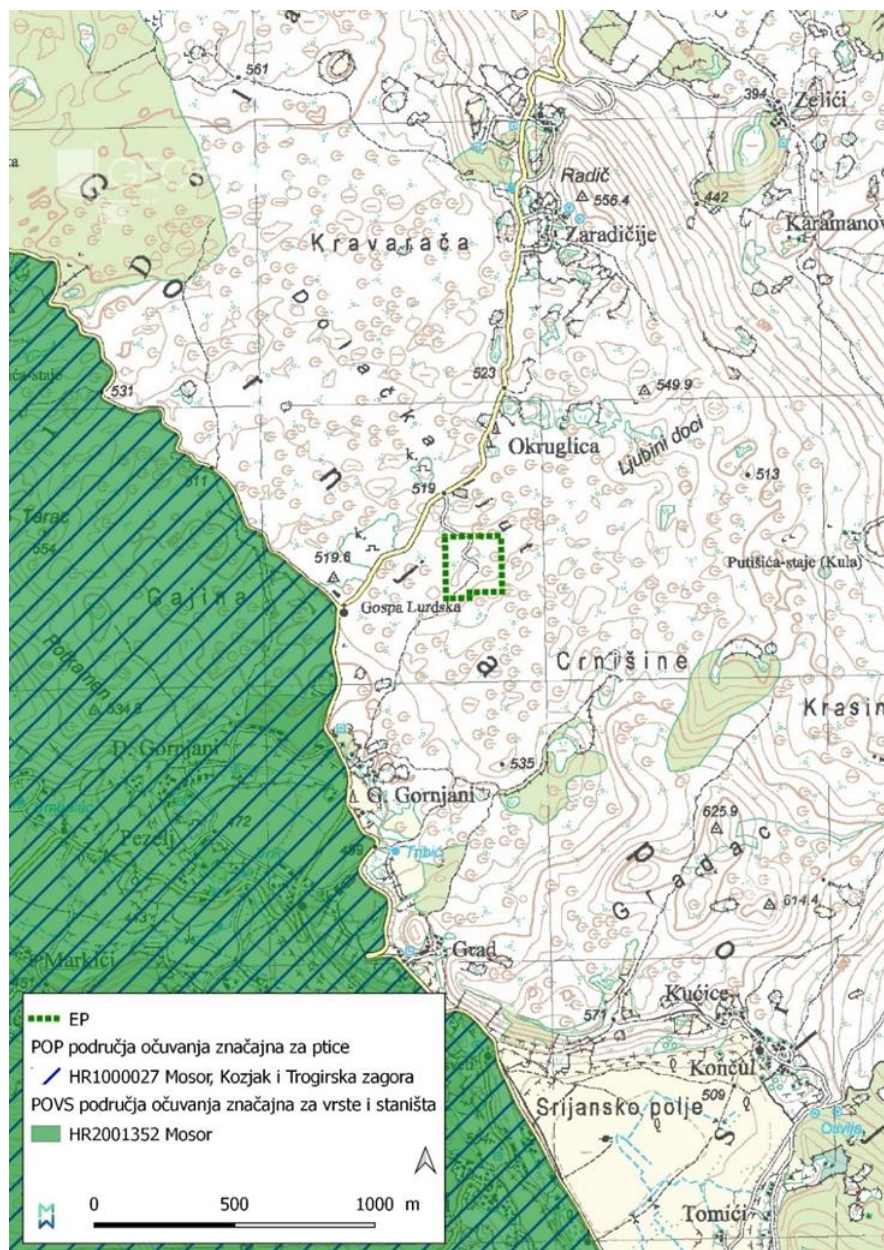 561
394
Zelići
Radič
556.4
442
Zaradičije
Karamanov
Kravarača
Dolačka
D o r n j a
531
523
549.9
Okruglica
Ljubini doci
511
519
513
k.
Tarac
554
519.6
k.
Putišića-staje (Kula)
Gajina
Gospa Lurdska
Crnišine
Krasin
534.8
535
D. Gornjani
G. Gornjani
625.9
Pezelj
472
Gradac
614.4
Grad
Markići
Kućice
571
EP
Končul
POP područja očuvanja značajna za ptice
HR1000027 Mosor, Kozjak i Trogirska zagora
509
POVS područja očuvanja značajna za vrste i staništa
Srijansko polje
HR2001352 Mosor
0 500 1000 m
Tomići